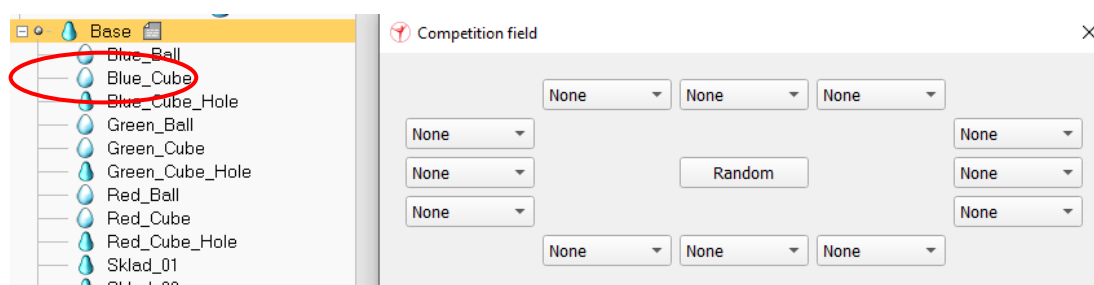 Base
Blue_Ball
Blue_Cube
Blue_Cube_Hole
Green_Ball
Green_Cube
Green_Cube_Hole
Red_Ball
Red_Cube
Red_Cube_Hole
Sklad_01
Competition field
None None None
None None
None Random None
None None
None None None